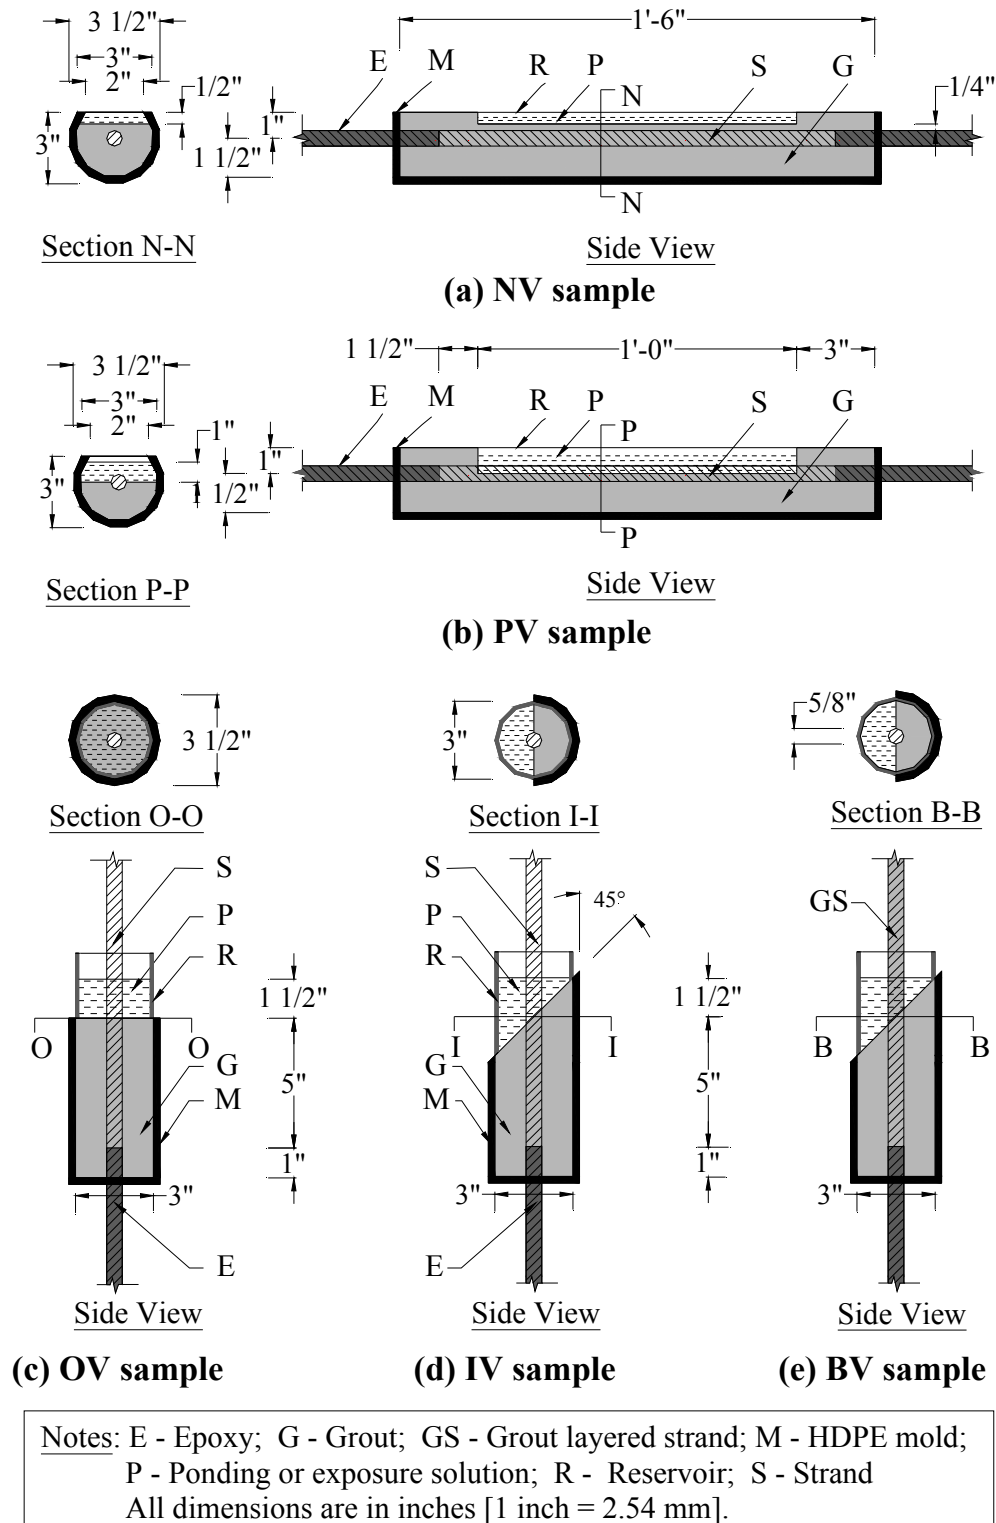 3 1/2"
3"
2"
1/2"
3"
1"
1 1/2"
Section N-N
1'-6"
E
M
R
P
N
S
G
1/4"
N
Side View
(a) NV sample
3 1/2"
3"
2"
1"
3"
1"
1/2"
Section P-P
1 1/2"
1'-0"
3"
E
M
R
P
P
S
G
P
Side View
(b) PV sample
3 1/2"
Section O-O
3"
Section I-I
5/8"
Section B-B
S
P
R
1 1/2"
O
O
G
M
5"
1"
3"
E
Side View
(c) OV sample
S
P
R
45°
1 1/2"
I
I
G
M
5"
1"
3"
E
Side View
(d) IV sample
GS
B
B
3"
Side View
(e) BV sample
Notes: E - Epoxy; G - Grout; GS - Grout layered strand; M - HDPE mold;
P - Ponding or exposure solution; R - Reservoir; S - Strand
All dimensions are in inches [1 inch = 2.54 mm].